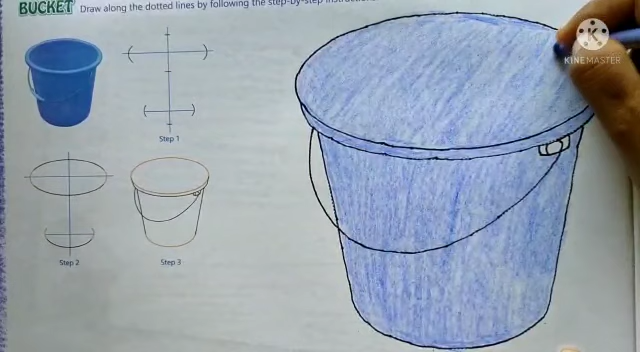 BUCKET Draw along the dotted lines by following the step-by-step
KINEMASTER
Step 1
Step 2
Step 3